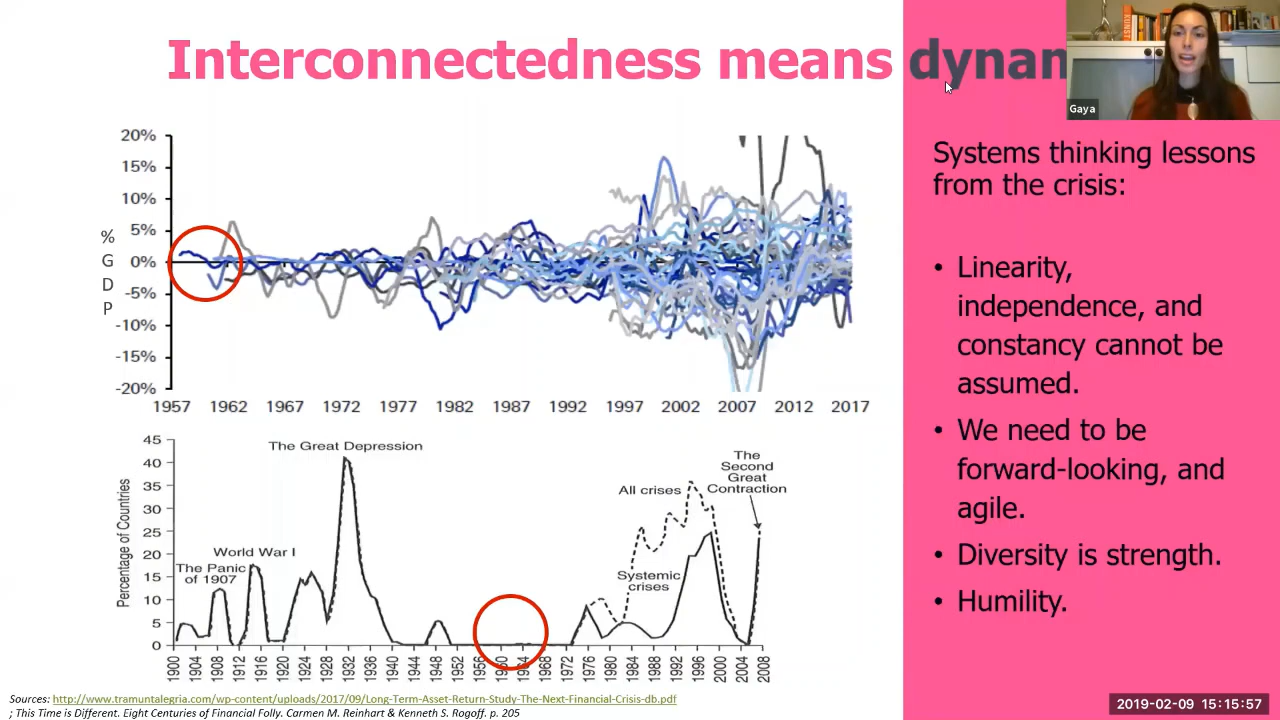 Interconnectedness means dynam
Gaya
KUNST
Systems thinking lessons
from the crisis:
• Linearity,
independence, and
constancy cannot be
assumed.
• We need to be
forward-looking, and
agile.
• Diversity is strength.
• Humility.
20%
15%
10%
5%
0%
-5%
-10%
-15%
-20%
%
G
D
P
1957 1962 1967 1972 1977 1982 1987 1992 1997 2002 2007 2012 2017
45
40
35
30
25
20
15
10
5
0
Percentage of Countries
The Panic
of 1907
World War I
The Great Depression
All crises
Systemic
crises
The
Second
Great
Contraction
1900 1904 1908 1912 1916 1920 1924 1928 1932 1936 1940 1944 1948 1952 1956 1960 1964 1968 1972 1976 1980 1984 1988 1992 1996 2000 2004 2008
Sources: http://www.tramuntalegria.com/wp-content/uploads/2017/09/Long-Term-Asset-Return-Study-The-Next-Financial-Crisis-db.pdf
; This Time is Different. Eight Centuries of Financial Folly. Carmen M. Reinhart & Kenneth S. Rogoff. p. 205
2019-02-09 15:15:57